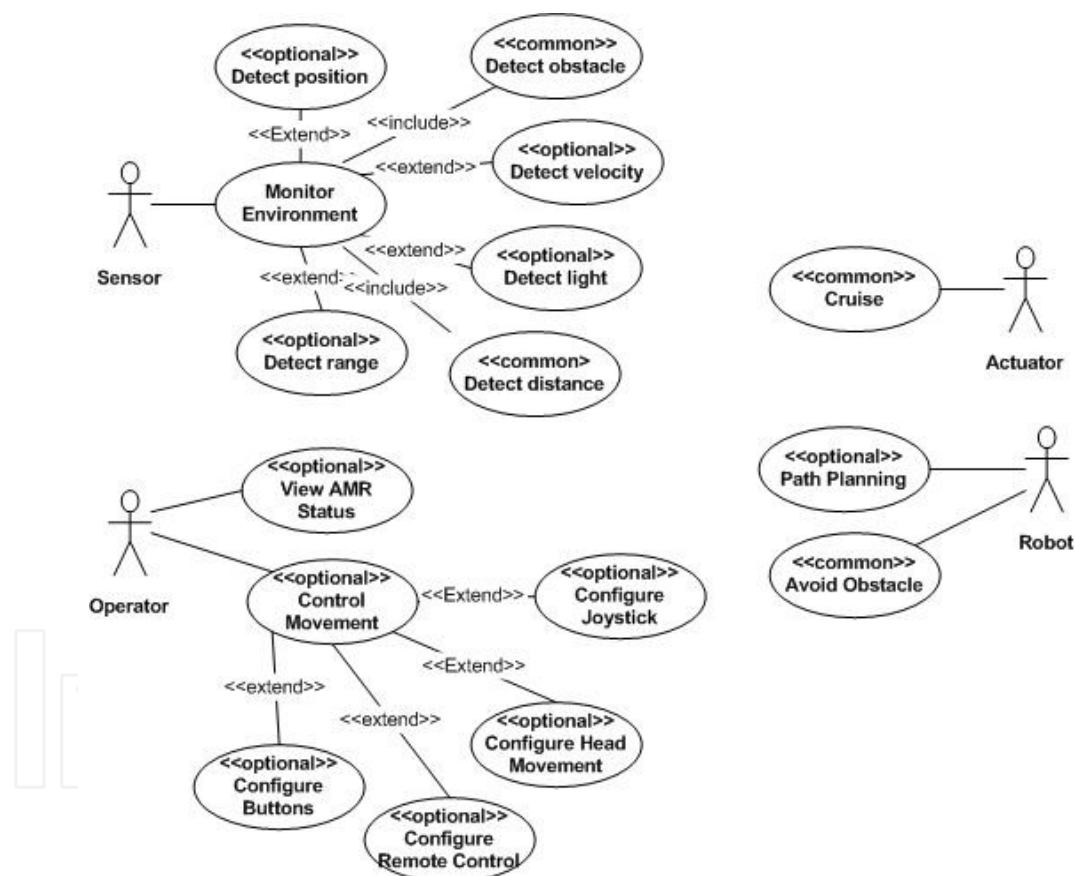 <<optional>>
Detect position
<<common>>
Detect obstacle
<<Extend>>
<<include>>
<<optional>>
Detect velocity
<<extend>>
Monitor
Environment
Sensor
<<extend>>
<<optional>>
Detect light
<<extend>>
<<include>>
<<optional>>
Detect range
<<common>
Detect distance
<<common>>
Cruise
Actuator
<<optional>>
View AMR
Status
Operator
<<optional>>
Control
Movement
<<Extend>>
<<optional>>
Configure
Joystick
<<extend>>
<<Extend>>
<<extend>>
<<optional>>
Configure Head
Movement
<<optional>>
Configure
Buttons
<<optional>>
Configure
Remote Control
<<optional>>
Path Planning
Robot
<<common>>
Avoid Obstacle